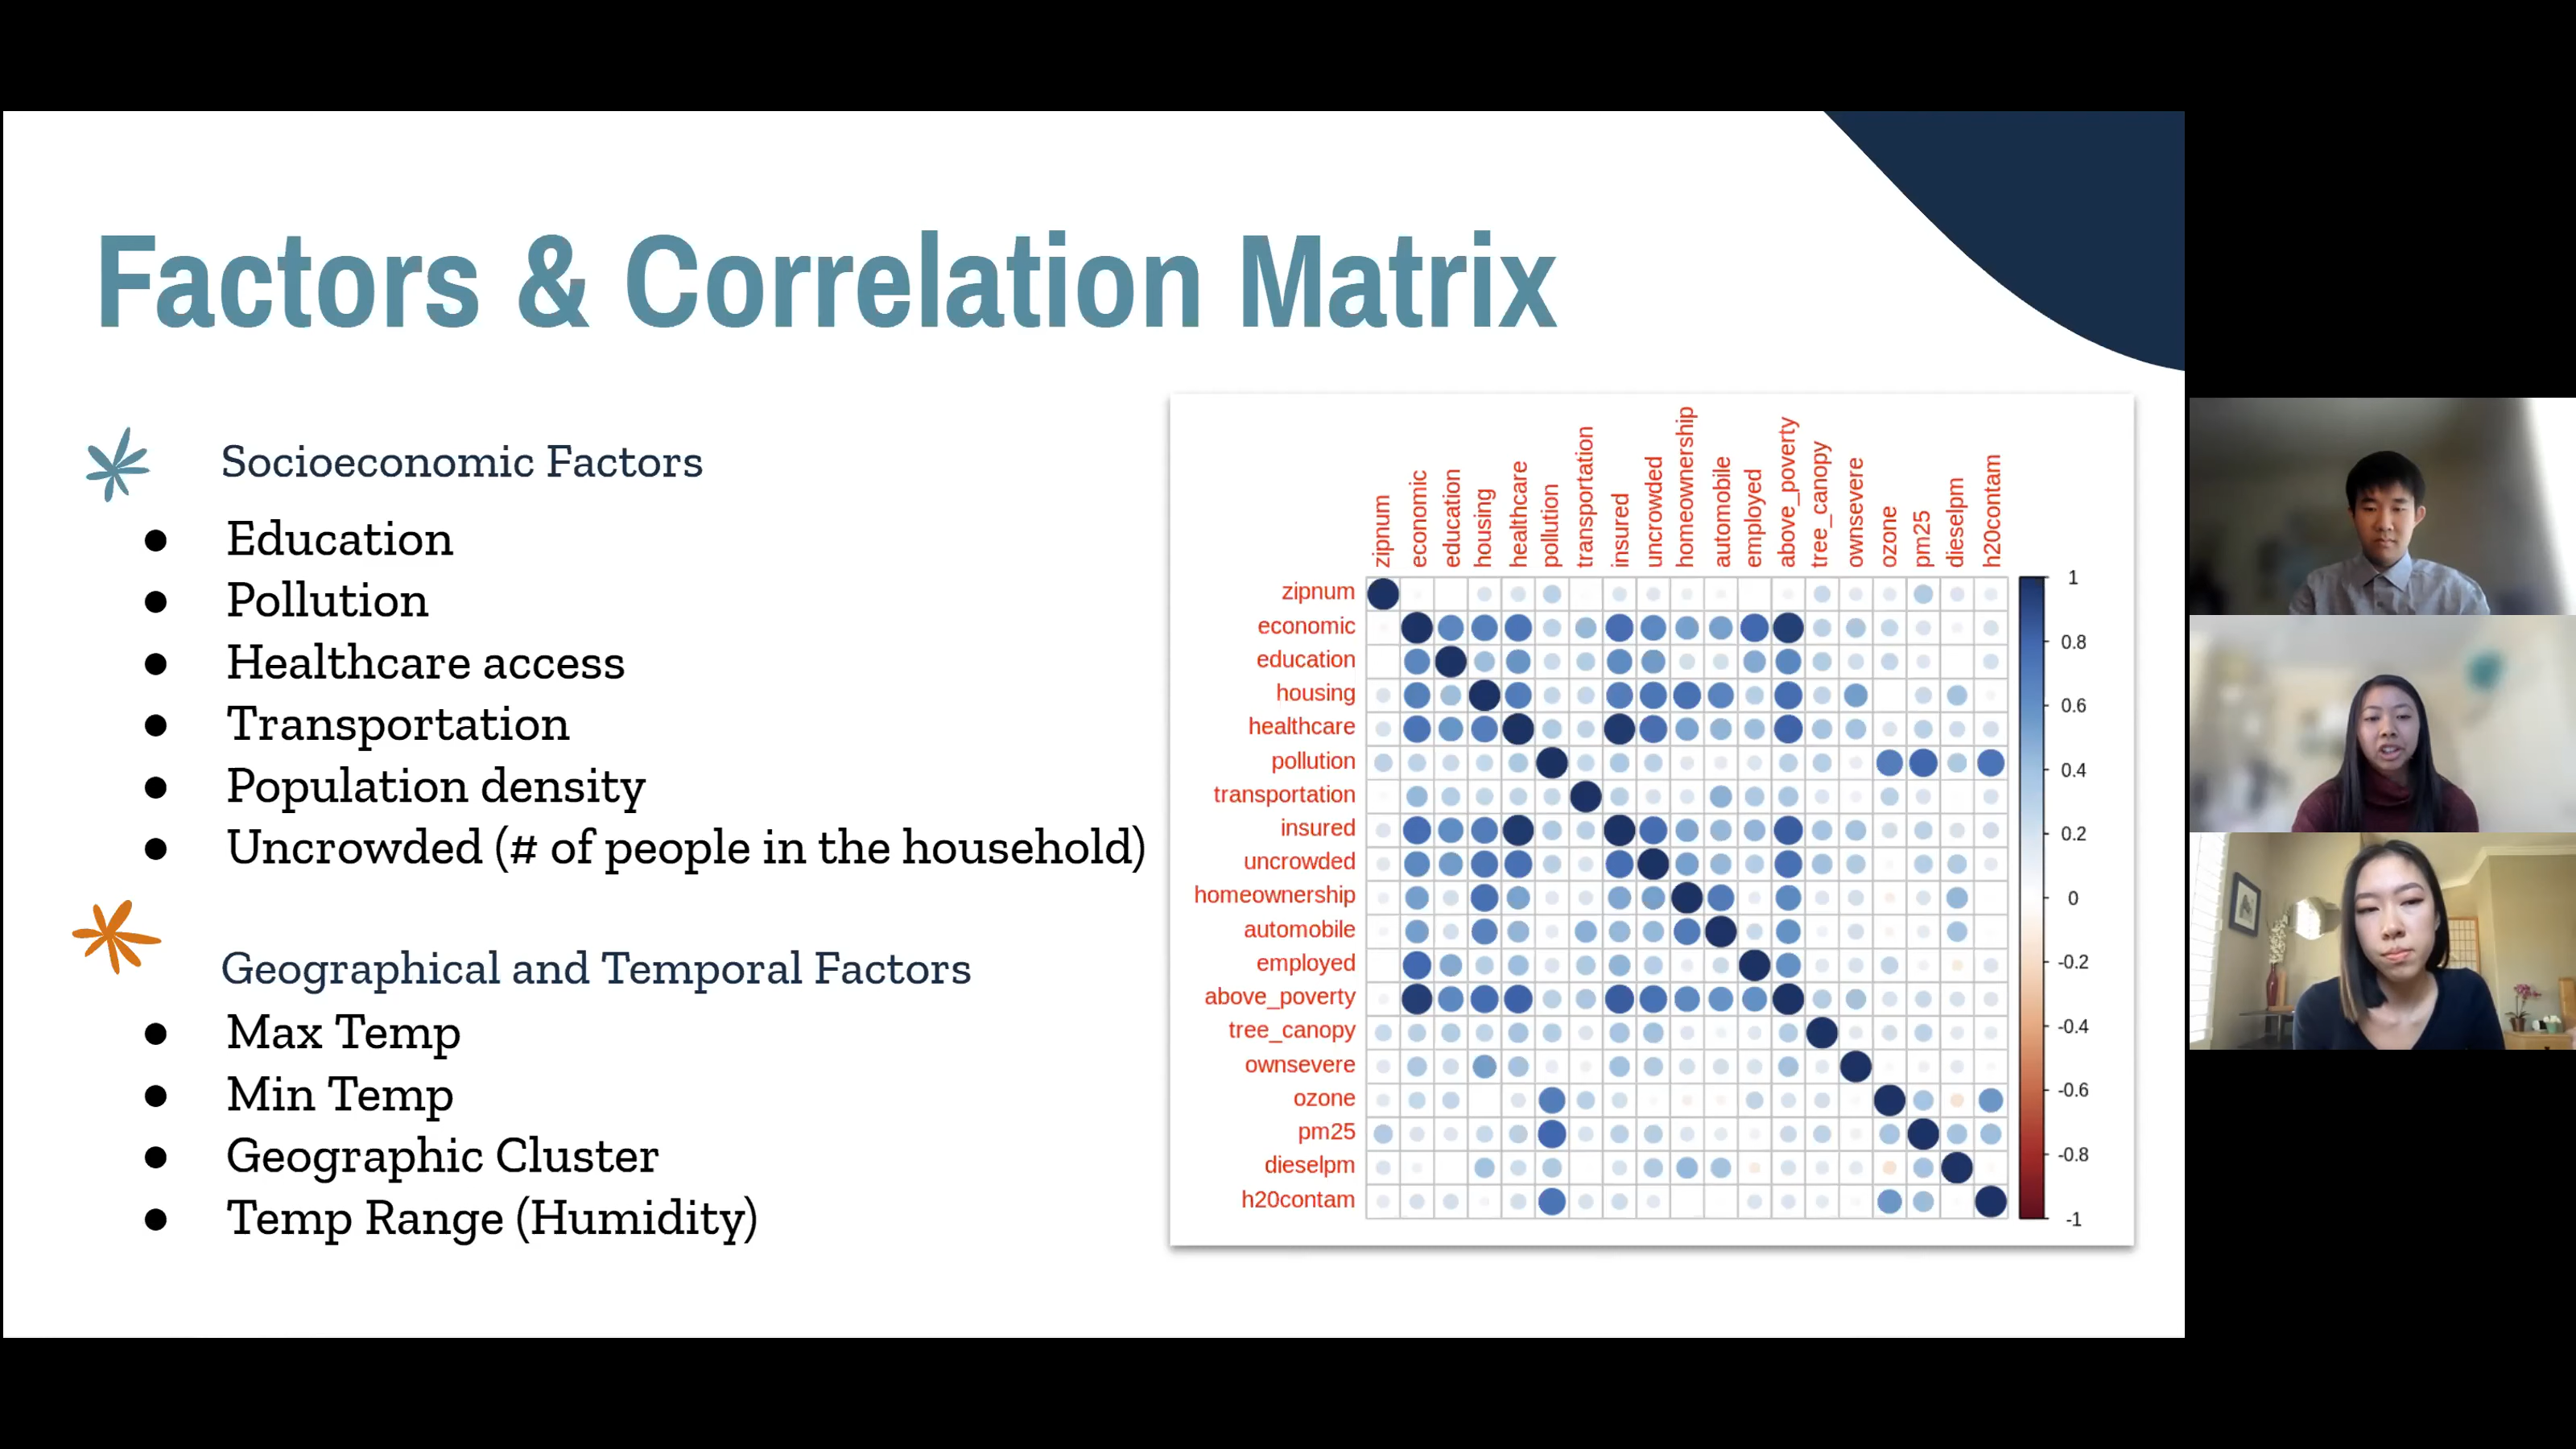 Factors & Correlation Matrix
Socioeconomic Factors
● Education
● Pollution
● Healthcare access
● Transportation
● Population density
● Uncrowded (# of people in the household)
Geographical and Temporal Factors
● Max Temp
● Min Temp
● Geographic Cluster
● Temp Range (Humidity)
zipnum
economic
education
housing
healthcare
pollution
transportation
insured
uncrowded
homeownership
automobile
employed
above_poverty
tree_canopy
ownsevere
ozone
pm25
dieselpm
h20contam
zipnum
economic
education
housing
healthcare
pollution
transportation
insured
uncrowded
homeownership
automobile
employed
above_poverty
tree_canopy
ownsevere
ozone
pm25
dieselpm
h20contam
1
0.8
0.6
0.4
0.2
0
-0.2
-0.4
-0.6
-0.8
-1